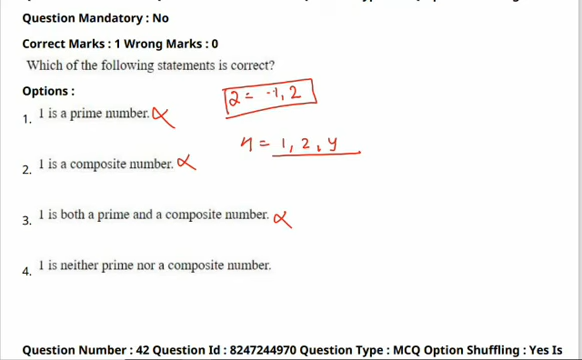 Question Mandatory : No
Correct Marks : 1 Wrong Marks : 0
Which of the following statements is correct?
Options :
2 = 1, 2
1. 1 is a prime number.
4 = 1, 2, 4
2. 1 is a composite number.
3. 1 is both a prime and a composite number.
4. 1 is neither prime nor a composite number.
Question Number : 42 Question Id : 8247244970 Question Type : MCQ Option Shuffling : Yes Is